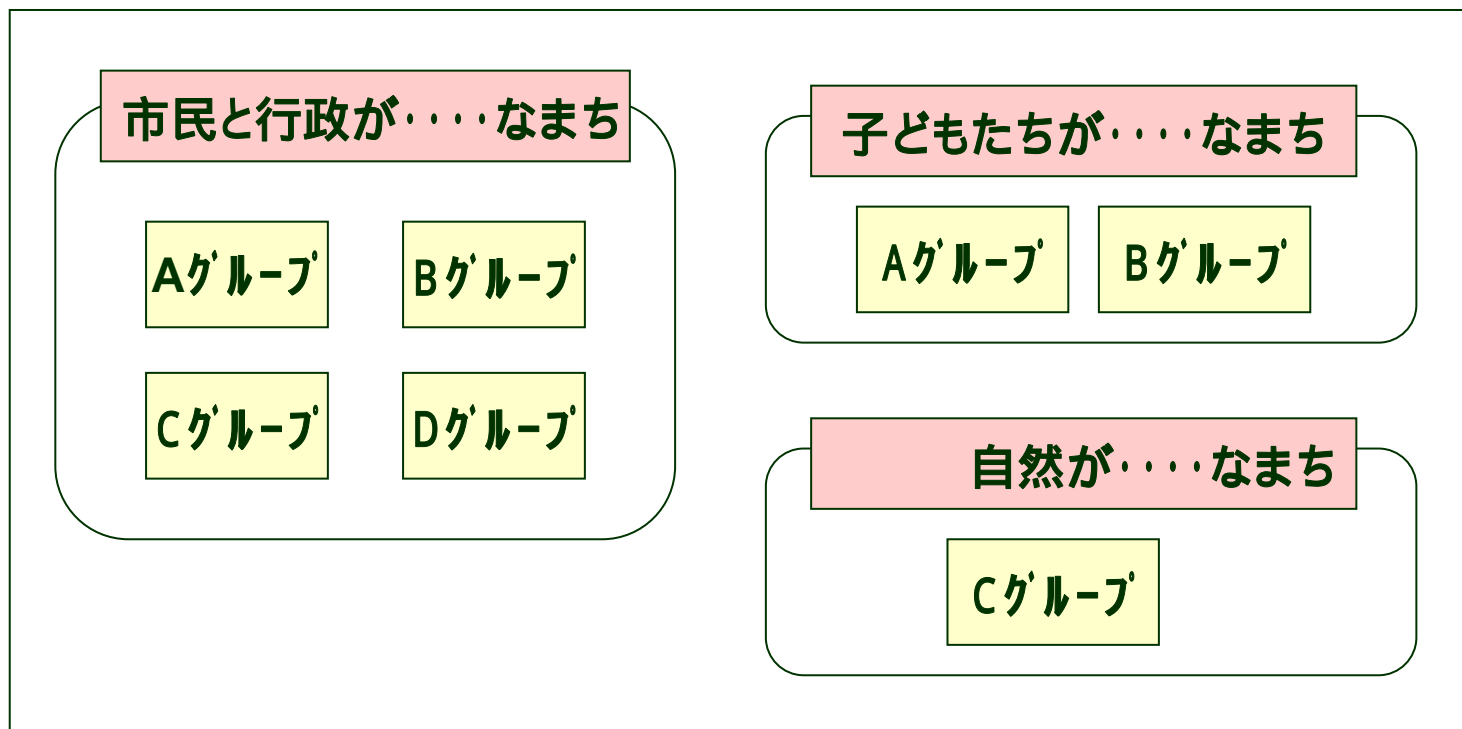 市民と行政が・・・・なまち
Aｸﾞﾙｰﾌﾟ
Bｸﾞﾙｰﾌﾟ
Cｸﾞﾙｰﾌﾟ
Dｸﾞﾙｰﾌﾟ
子どもたちが・・・・なまち
Aｸﾞﾙｰﾌﾟ
Bｸﾞﾙｰﾌﾟ
自然が・・・・なまち
Cｸﾞﾙｰﾌﾟ